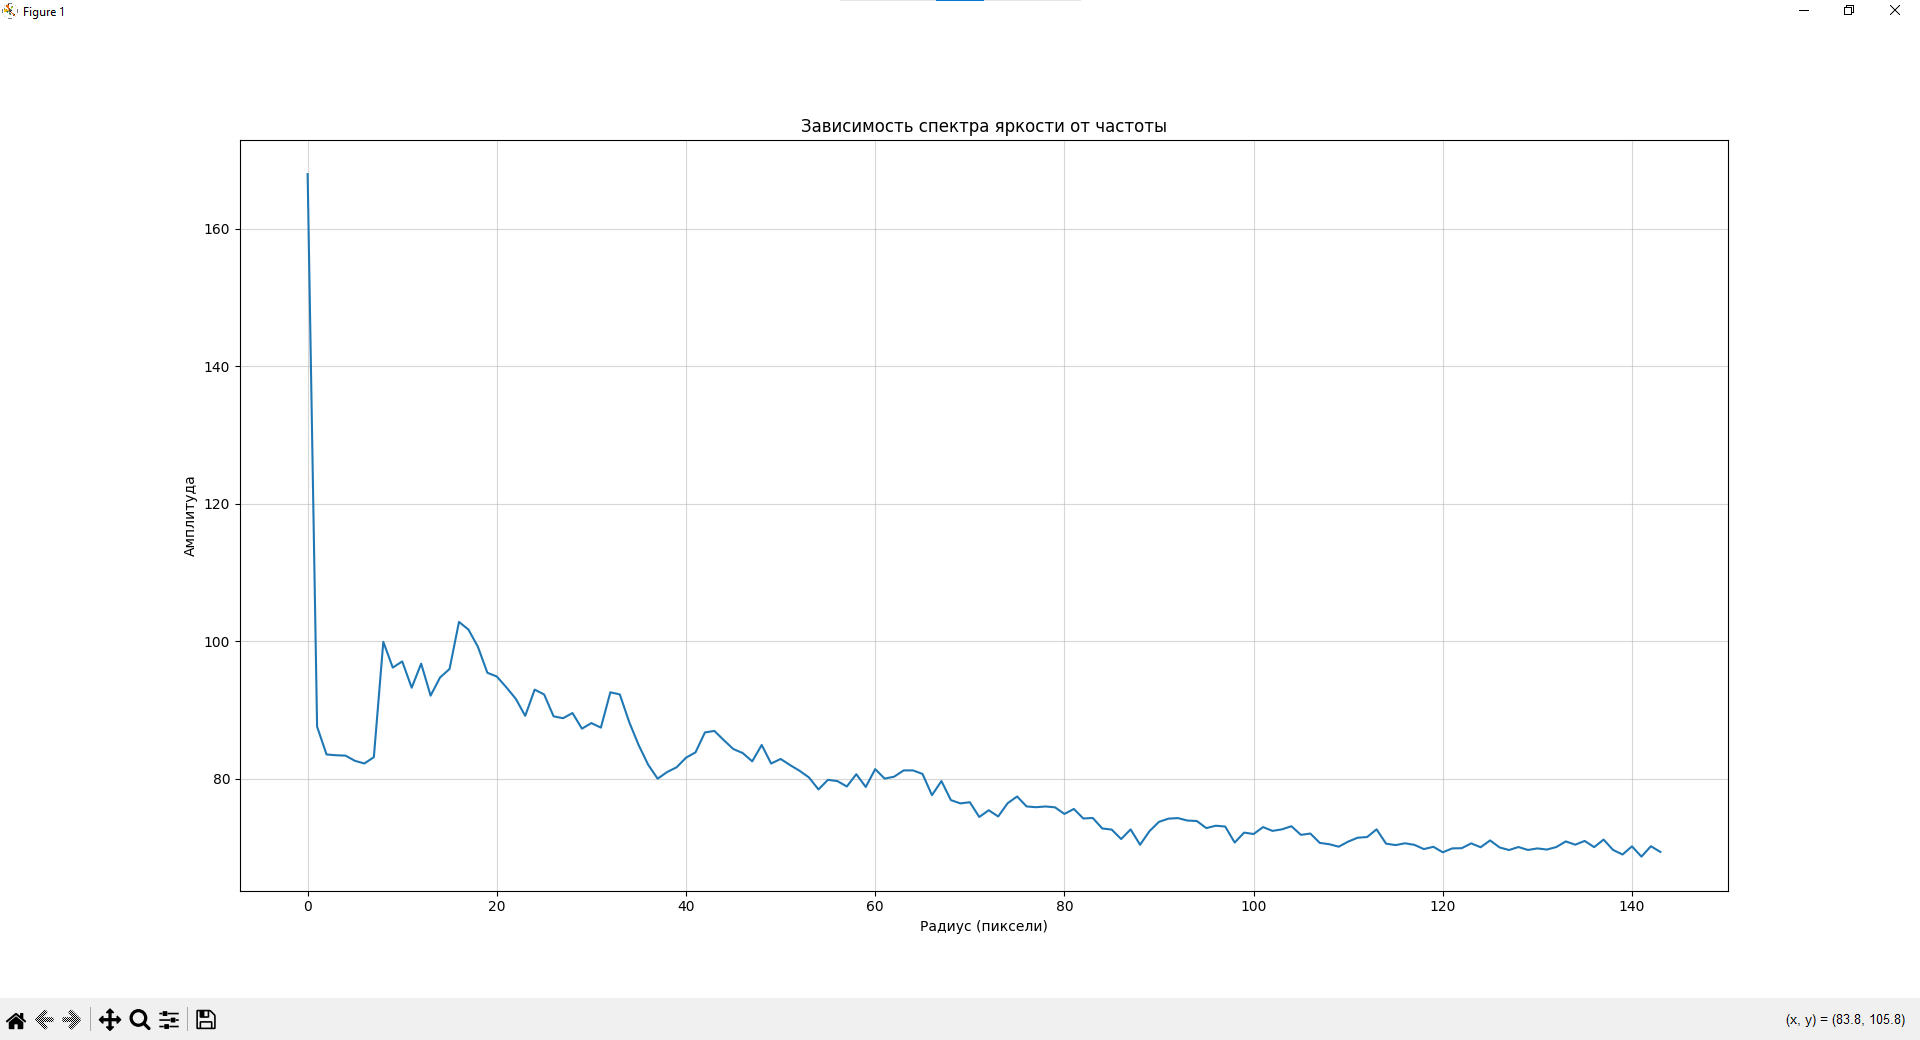 Figure 1
Зависимость спектра яркости от частоты
160
140
120
100
80
Амплитуда
0 20 40 60 80 100 120 140
Радиус (пиксели)
(x, y) = (83.8, 105.8)